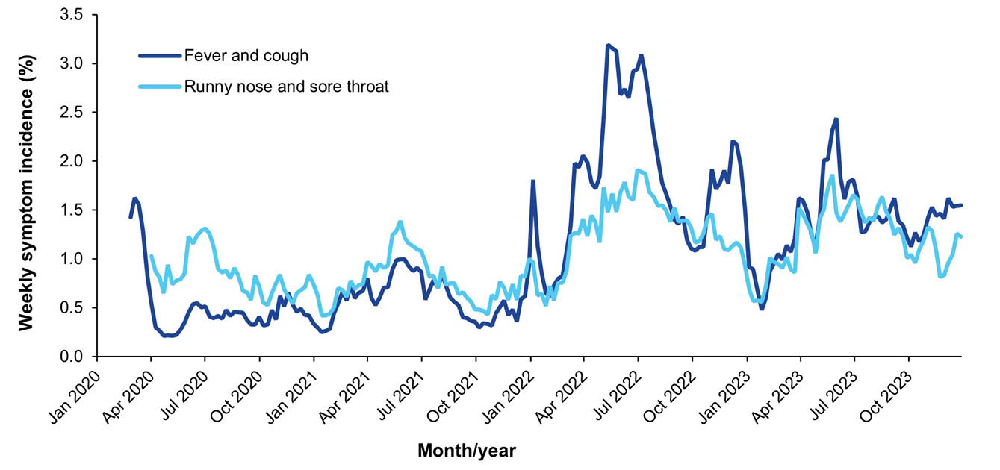 Weekly symptom incidence (%)
3.5
3.0
2.5
2.0
1.5
1.0
0.5
0.0
Fever and cough
Runny nose and sore throat
Jan 2020
Apr 2020
Jul 2020
Oct 2020
Jan 2021
Apr 2021
Jul 2021
Oct 2021
Jan 2022
Apr 2022
Jul 2022
Oct 2022
Jan 2023
Apr 2023
Jul 2023
Oct 2023
Month/year